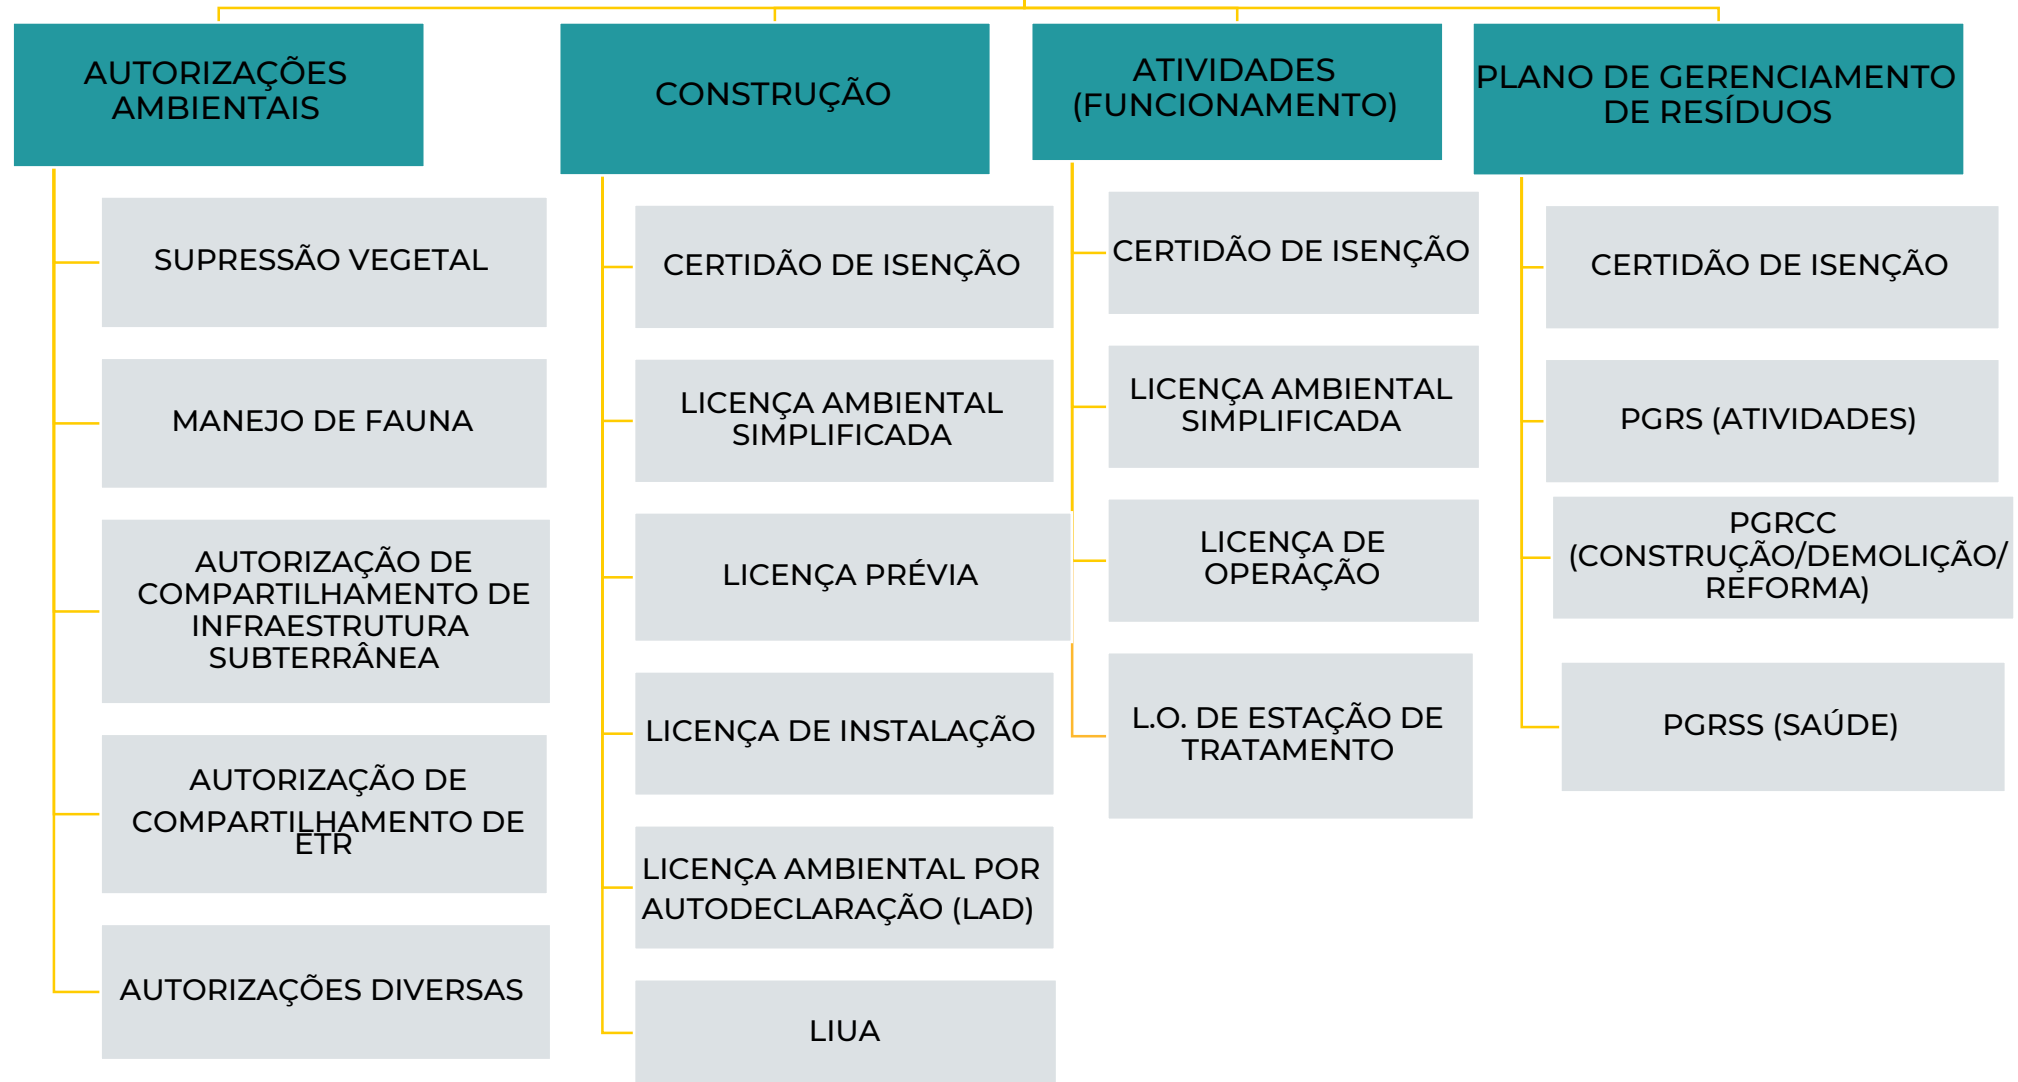 AUTORIZAÇÕES
AMBIENTAIS
SUPRESSÃO VEGETAL
MANEJO DE FAUNA
AUTORIZAÇÃO DE
COMPARTILHAMENTO DE
INFRAESTRUTURA
SUBTERRÂNEA
AUTORIZAÇÃO DE
COMPARTILHAMENTO DE
ETR
AUTORIZAÇÕES DIVERSAS
CONSTRUÇÃO
CERTIDÃO DE ISENÇÃO
LICENÇA AMBIENTAL
SIMPLIFICADA
LICENÇA PRÉVIA
LICENÇA DE INSTALAÇÃO
LICENÇA AMBIENTAL POR
AUTODECLARAÇÃO (LAD)
LIUA
ATIVIDADES
(FUNCIONAMENTO)
CERTIDÃO DE ISENÇÃO
LICENÇA AMBIENTAL
SIMPLIFICADA
LICENÇA DE
OPERAÇÃO
L.O. DE ESTAÇÃO DE
TRATAMENTO
PLANO DE GERENCIAMENTO
DE RESÍDUOS
CERTIDÃO DE ISENÇÃO
PGRS (ATIVIDADES)
PGRCC
(CONSTRUÇÃO/DEMOLIÇÃO/
REFORMA)
PGRSS (SAÚDE)